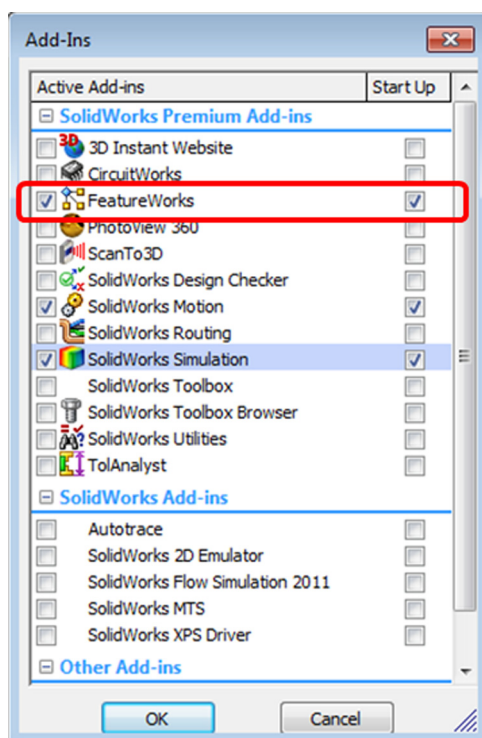 Add-Ins
Active Add-ins Start Up
SolidWorks Premium Add-ins
3D 3D Instant Website
CircuitWorks
FeatureWorks
PhotoView 360
ScanTo3D
SolidWorks Design Checker
SolidWorks Motion
SolidWorks Routing
SolidWorks Simulation
SolidWorks Toolbox
SolidWorks Toolbox Browser
SolidWorks Utilities
TolAnalyst
SolidWorks Add-ins
Autotrace
SolidWorks 2D Emulator
SolidWorks Flow Simulation 2011
SolidWorks MTS
SolidWorks XPS Driver
Other Add-ins
OK Cancel